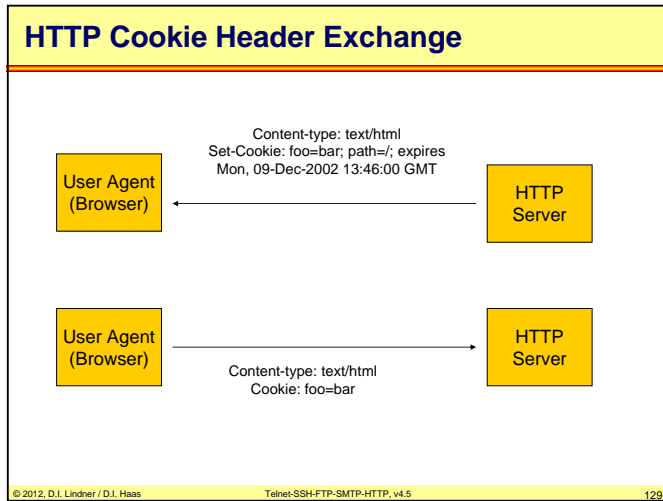 HTTP Cookie Header Exchange
Content-type: text/html
Set-Cookie: foo=bar; path=/; expires
Mon, 09-Dec-2002 13:46:00 GMT
User Agent
(Browser)
HTTP
Server
User Agent
(Browser)
HTTP
Server
Content-type: text/html
Cookie: foo=bar
© 2012, D.I. Lindner / D.I. Haas
Telnet-SSH-FTP-SMTP-HTTP, v4.5
129